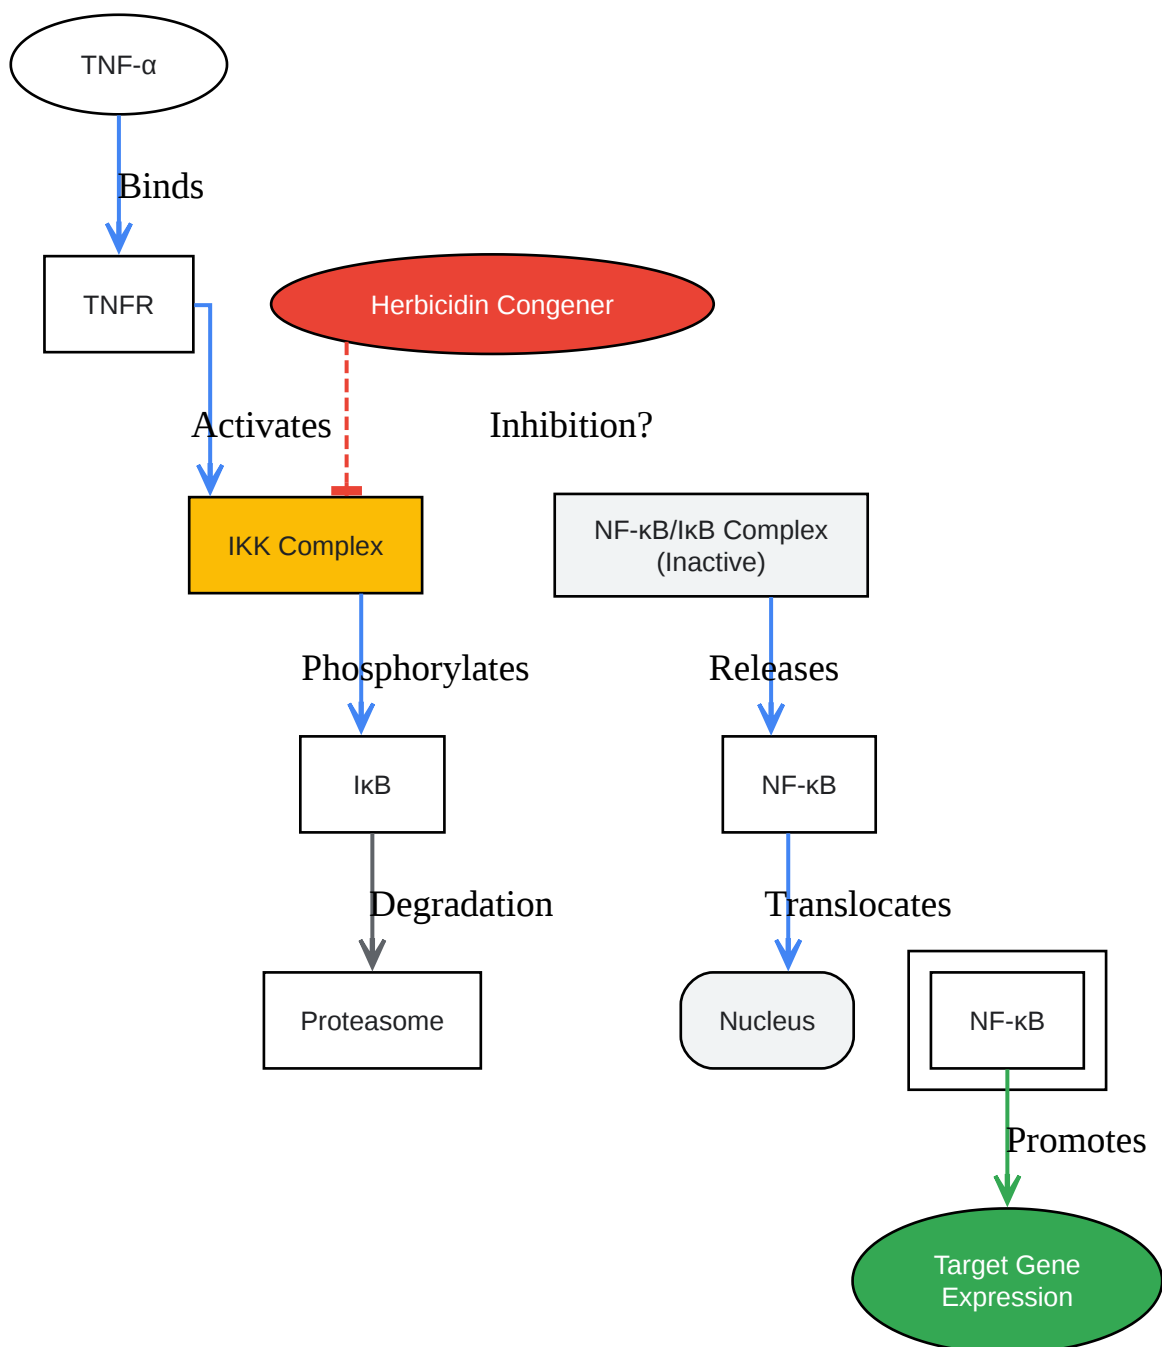 TNF-α
Binds
TNFR
Herbicidin Congener
Activates
Inhibition?
IKK Complex
NF-κB/IκB Complex
(Inactive)
Phosphorylates
Releases
IκB
NF-κB
Degradation
Translocates
Proteasome
Nucleus
NF-κB
Promotes
Target Gene
Expression